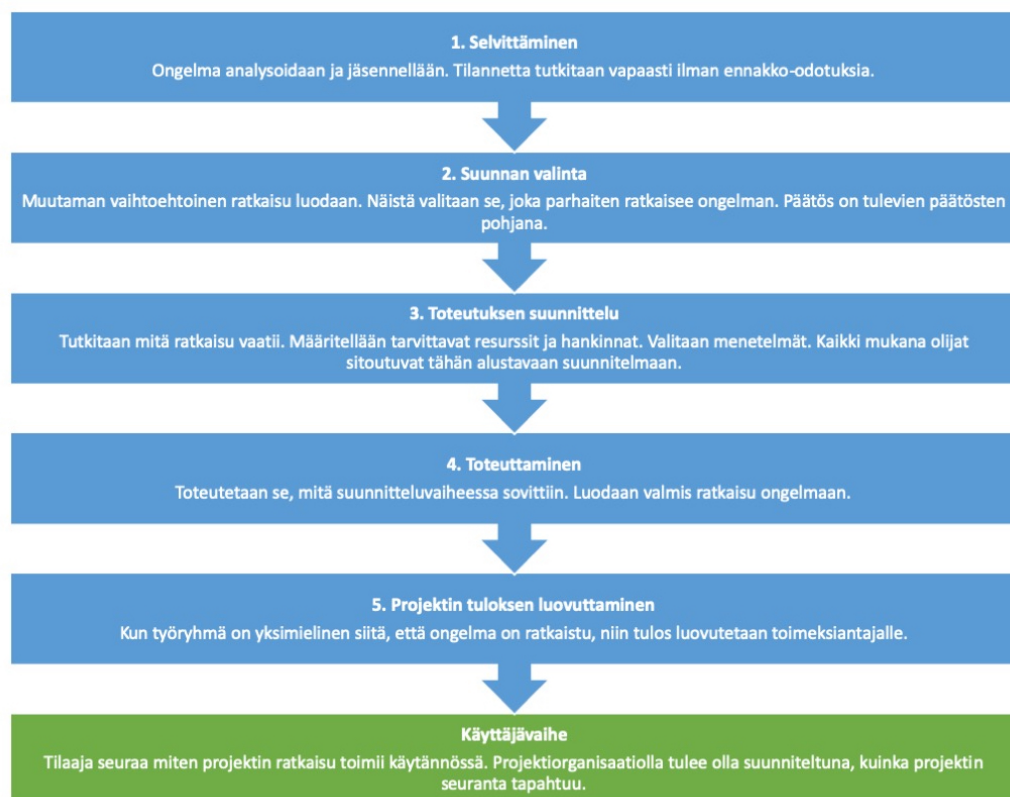 1. Selvittäminen
Ongelma analysoidaan ja jäsennellään. Tilannetta tutkitaan vapaasti ilman ennakko-odotuksia.
2. Suunnan valinta
Muutaman vaihtoehtoinen ratkaisu luodaan. Näistä valitaan se, joka parhaiten ratkaisee ongelman. Päätös on tulevien päätösten
pohjana.
3. Toteutuksen suunnittelu
Tutkitaan mitä ratkaisu vaatii. Määritellään tarvittavat resurssit ja hankinnat. Valitaan menetelmät. Kaikki mukana olijat
sitoutuvat tähän alustavaan suunnitelmaan.
4. Toteuttaminen
Toteutetaan se, mitä suunnitteluvaiheessa sovittiin. Luodaan valmis ratkaisu ongelmaan.
5. Projektin tuloksen luovuttaminen
Kun työryhmä on yksimielinen siitä, että ongelma on ratkaistu, niin tulos luovutetaan toimeksiantajalle.
Käyttäjävaihe
Tilaaja seuraa miten projektin ratkaisu toimii käytännössä. Projektiorganisaatiolla tulee olla suunniteltuna, kuinka projektin
seuranta tapahtuu.